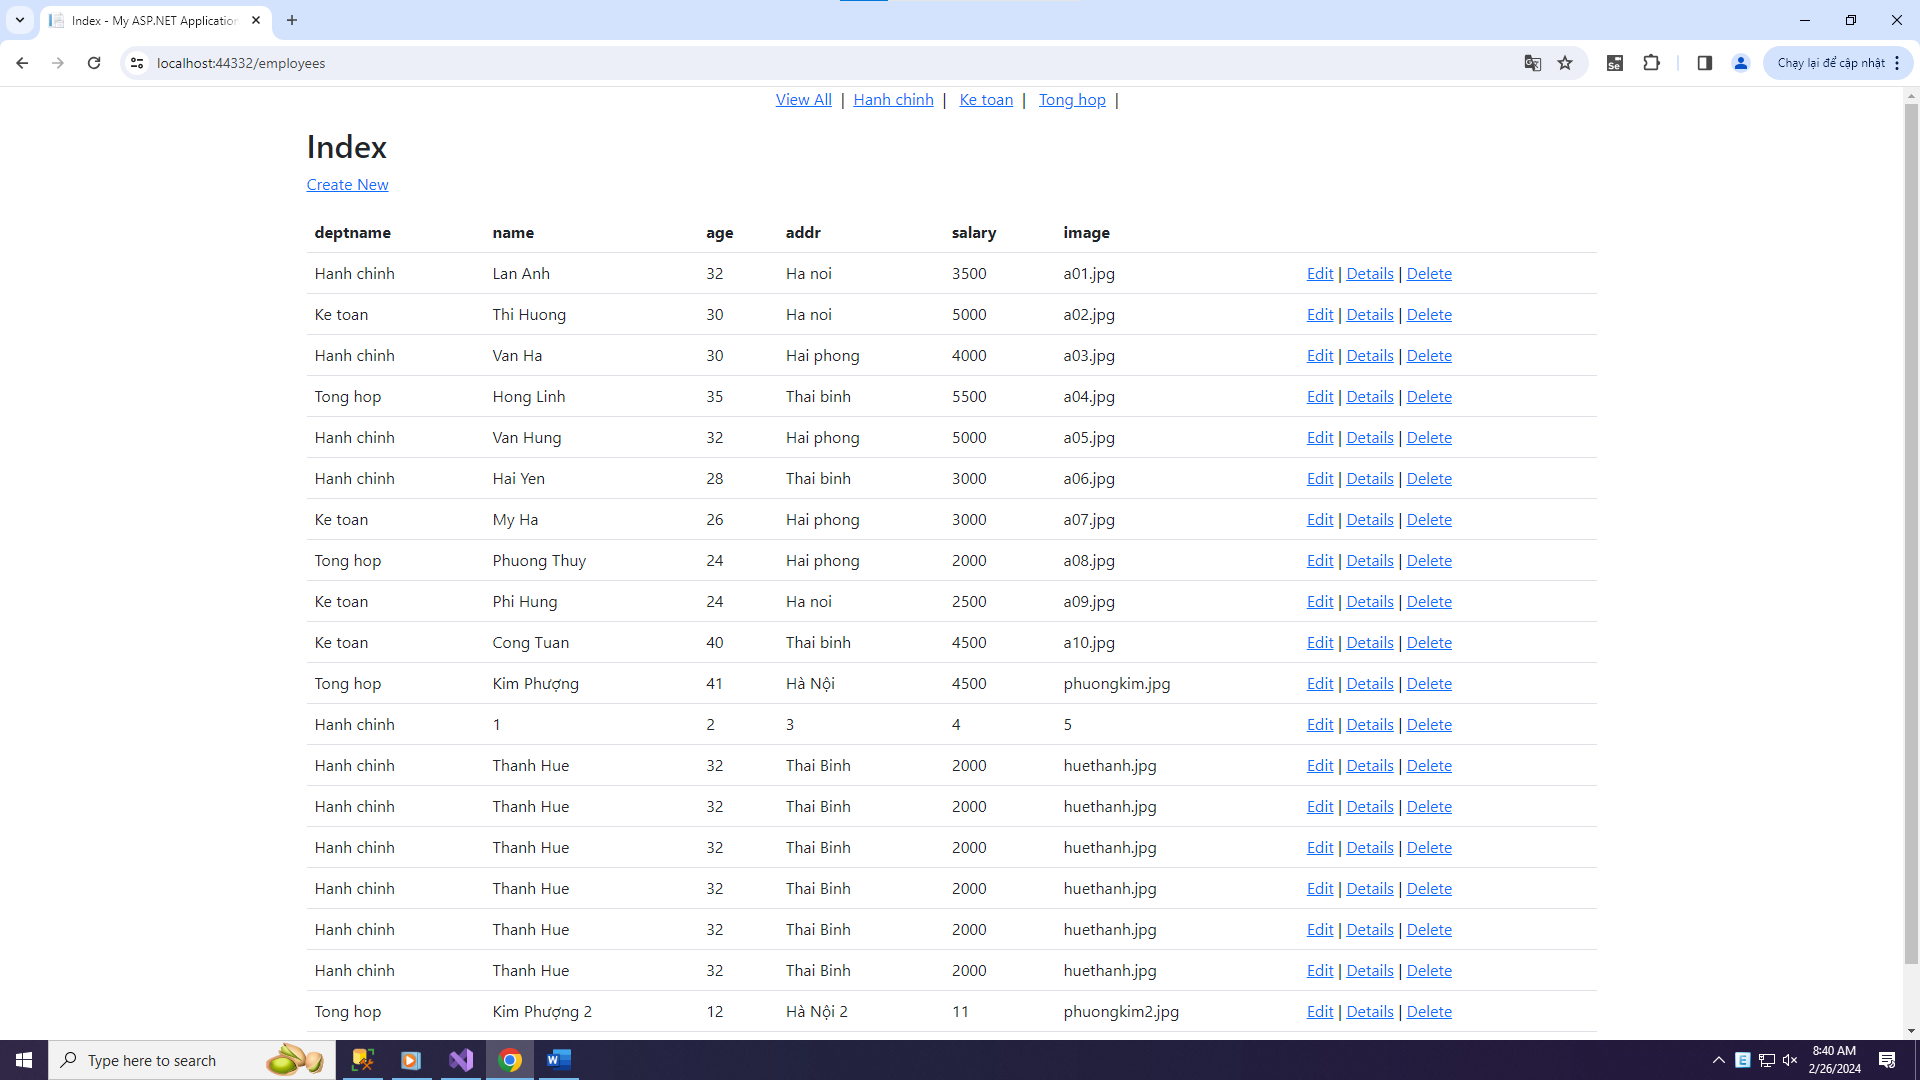 Index - My ASP.NET Application
localhost:44332/employees
Chạy lại để cập nhật
View All | Hanh chinh | Ke toan | Tong hop |
Index
Create New
deptname name age addr salary image
Hanh chinh Lan Anh 32 Ha noi 3500 a01.jpg Edit | Details | Delete
Ke toan Thi Huong 30 Ha noi 5000 a02.jpg Edit | Details | Delete
Hanh chinh Van Ha 30 Hai phong 4000 a03.jpg Edit | Details | Delete
Tong hop Hong Linh 35 Thai binh 5500 a04.jpg Edit | Details | Delete
Hanh chinh Van Hung 32 Hai phong 5000 a05.jpg Edit | Details | Delete
Hanh chinh Hai Yen 28 Thai binh 3000 a06.jpg Edit | Details | Delete
Ke toan My Ha 26 Hai phong 3000 a07.jpg Edit | Details | Delete
Tong hop Phuong Thuy 24 Hai phong 2000 a08.jpg Edit | Details | Delete
Ke toan Phi Hung 24 Ha noi 2500 a09.jpg Edit | Details | Delete
Ke toan Cong Tuan 40 Thai binh 4500 a10.jpg Edit | Details | Delete
Tong hop Kim Phượng 41 Hà Nội 4500 phuongkim.jpg Edit | Details | Delete
Hanh chinh 1 2 3 4 5 Edit | Details | Delete
Hanh chinh Thanh Hue 32 Thai Binh 2000 huethanh.jpg Edit | Details | Delete
Hanh chinh Thanh Hue 32 Thai Binh 2000 huethanh.jpg Edit | Details | Delete
Hanh chinh Thanh Hue 32 Thai Binh 2000 huethanh.jpg Edit | Details | Delete
Hanh chinh Thanh Hue 32 Thai Binh 2000 huethanh.jpg Edit | Details | Delete
Hanh chinh Thanh Hue 32 Thai Binh 2000 huethanh.jpg Edit | Details | Delete
Hanh chinh Thanh Hue 32 Thai Binh 2000 huethanh.jpg Edit | Details | Delete
Tong hop Kim Phượng 2 12 Hà Nội 2 11 phuongkim2.jpg Edit | Details | Delete
Type here to search
8:40 AM
2/26/2024